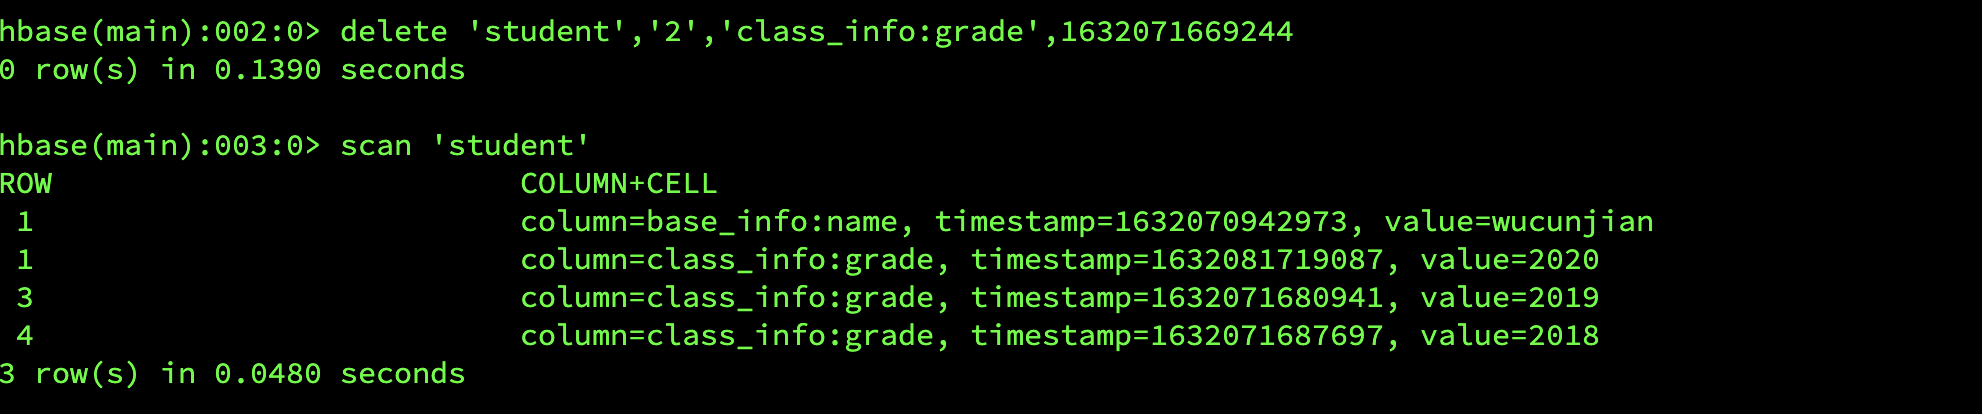 hbase(main):002:0> delete 'student','2','class_info:grade',1632071669244
0 row(s) in 0.1390 seconds
hbase(main):003:0> scan 'student'
ROW COLUMN+CELL
1 column=base_info:name, timestamp=1632070942973, value=wucunjian
1 column=class_info:grade, timestamp=1632081719087, value=2020
3 column=class_info:grade, timestamp=1632071680941, value=2019
4 column=class_info:grade, timestamp=1632071687697, value=2018
3 row(s) in 0.0480 seconds